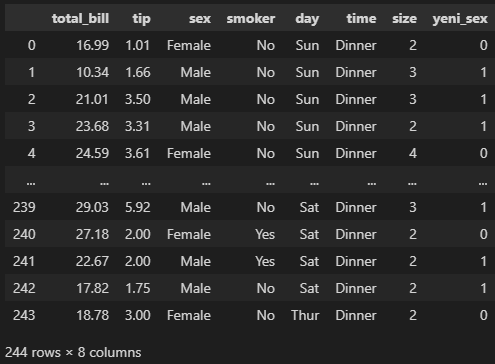 total_bill tip sex smoker day time size yeni_sex
0 16.99 1.01 Female No Sun Dinner 2 0
1 10.34 1.66 Male No Sun Dinner 3 1
2 21.01 3.50 Male No Sun Dinner 3 1
3 23.68 3.31 Male No Sun Dinner 2 1
4 24.59 3.61 Female No Sun Dinner 4 0
... ... ... ... ... ... ... ... ...
239 29.03 5.92 Male No Sat Dinner 3 1
240 27.18 2.00 Female Yes Sat Dinner 2 0
241 22.67 2.00 Male Yes Sat Dinner 2 1
242 17.82 1.75 Male No Sat Dinner 2 1
243 18.78 3.00 Female No Thur Dinner 2 0
244 rows × 8 columns